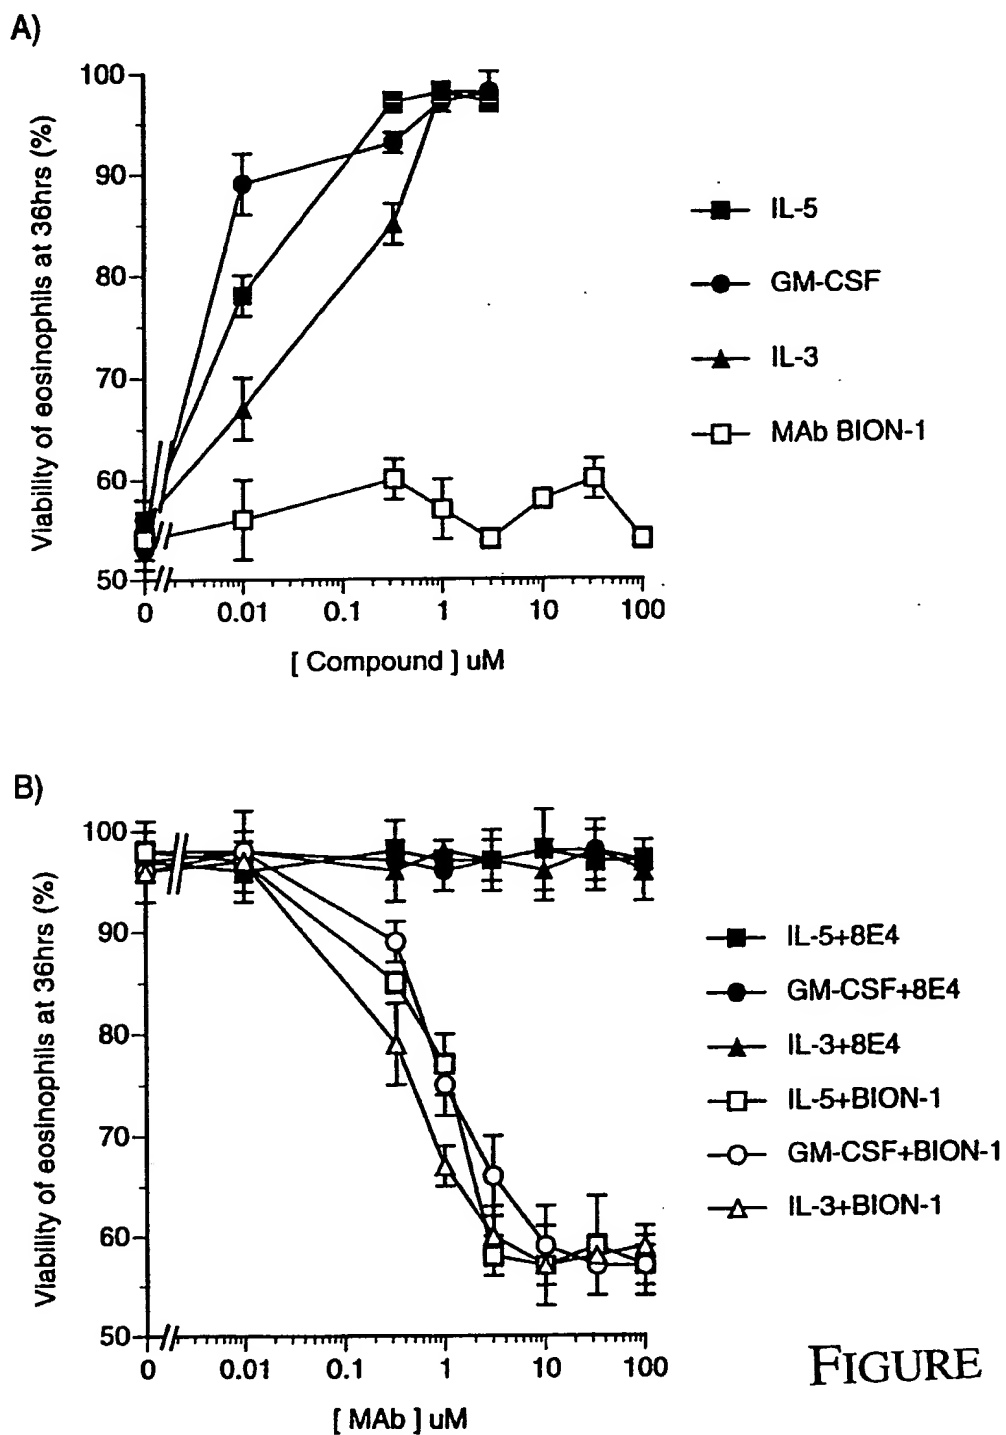 A)
Viability of eosinophils at 36hrs (%)
100
90
80
70
60
50
0 0.01 0.1 1 10 100
[ Compound ] uM
IL-5
GM-CSF
IL-3
MAb BION-1
B)
Viability of eosinophils at 36hrs (%)
100
90
80
70
60
50
0 0.01 0.1 1 10 100
[ MAb ] uM
IL-5+8E4
GM-CSF+8E4
IL-3+8E4
IL-5+BION-1
GM-CSF+BION-1
IL-3+BION-1
FIGURE